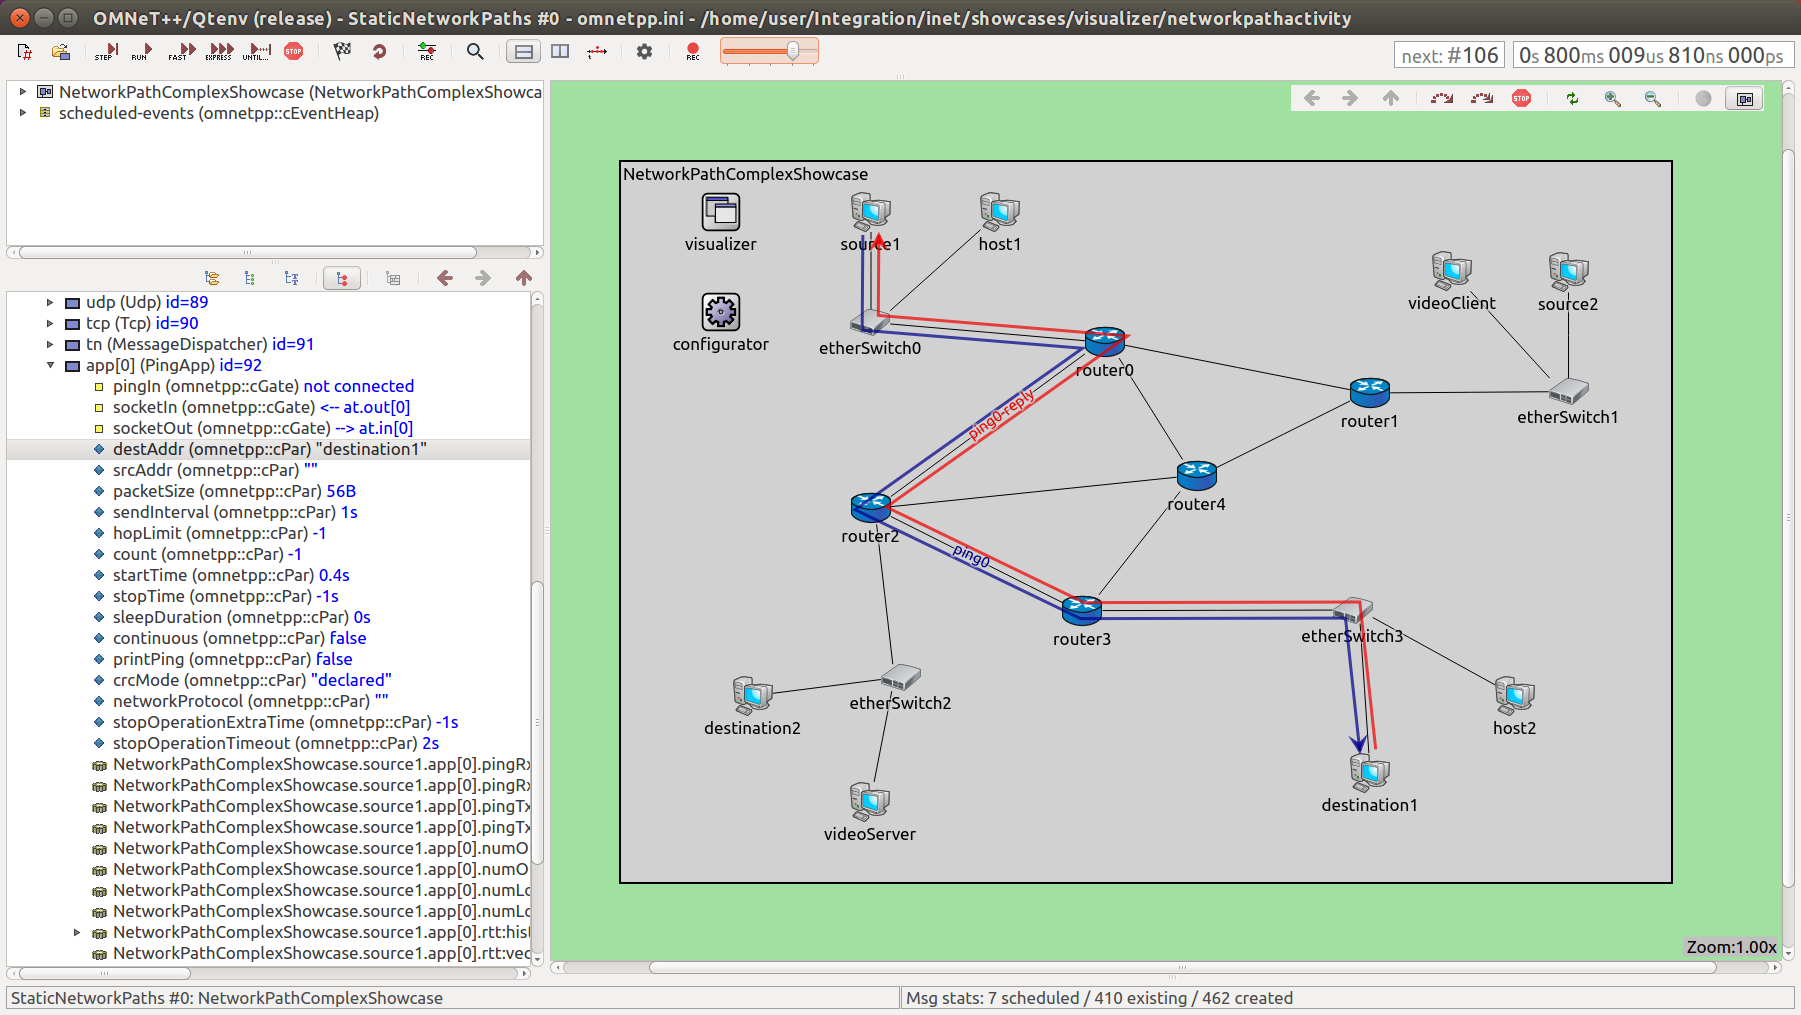 OMNeT++/Qtenv (release) - StaticNetworkPaths #0 - omnetpp.ini - /home/user/Integration/inet/showcases/visualizer/networkpathactivity
STEP RUN FAST EXPRESS UNTIL... STOP REC REC
next: #106
0s 800ms 009us 810ns 000ps
NetworkPathComplexShowcase (NetworkPathComplexShowca
scheduled-events (omnetpp::cEventHeap)
udp (Udp) id=89
tcp (Tcp) id=90
tn (MessageDispatcher) id=91
app[0] (PingApp) id=92
pingIn (omnetpp::cGate) not connected
socketIn (omnetpp::cGate) <-- at.out[0]
socketOut (omnetpp::cGate) --> at.in[0]
destAddr (omnetpp::cPar) "destination1"
srcAddr (omnetpp::cPar) ""
packetSize (omnetpp::cPar) 56B
sendInterval (omnetpp::cPar) 1s
hopLimit (omnetpp::cPar) -1
count (omnetpp::cPar) -1
startTime (omnetpp::cPar) 0.4s
stopTime (omnetpp::cPar) -1s
sleepDuration (omnetpp::cPar) 0s
continuous (omnetpp::cPar) false
printPing (omnetpp::cPar) false
crcMode (omnetpp::cPar) "declared"
networkProtocol (omnetpp::cPar) ""
stopOperationExtraTime (omnetpp::cPar) -1s
stopOperationTimeout (omnetpp::cPar) 2s
NetworkPathComplexShowcase.source1.app[0].pingRx
NetworkPathComplexShowcase.source1.app[0].pingRx
NetworkPathComplexShowcase.source1.app[0].pingTx
NetworkPathComplexShowcase.source1.app[0].pingTx
NetworkPathComplexShowcase.source1.app[0].numO
NetworkPathComplexShowcase.source1.app[0].numO
NetworkPathComplexShowcase.source1.app[0].numLo
NetworkPathComplexShowcase.source1.app[0].numLo
NetworkPathComplexShowcase.source1.app[0].rtt:hist
NetworkPathComplexShowcase.source1.app[0].rtt:vec
STOP
NetworkPathComplexShowcase
visualizer
source1
host1
videoClient
source2
configurator
etherSwitch0
router0
router1
etherSwitch1
ping0-reply
router4
router2
ping0
router3
etherSwitch3
etherSwitch2
destination2
host2
destination1
videoServer
Zoom:1.00x
StaticNetworkPaths #0: NetworkPathComplexShowcase
Msg stats: 7 scheduled / 410 existing / 462 created